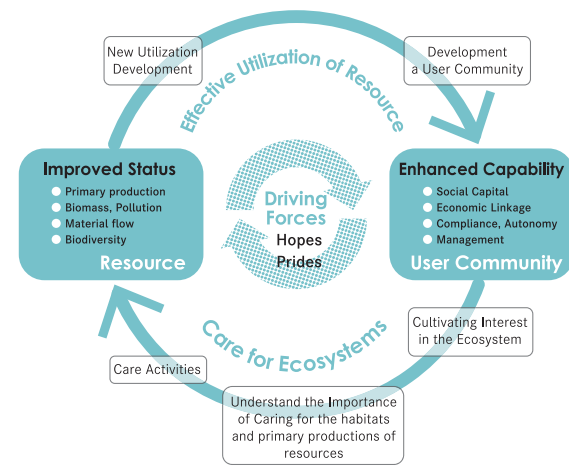 New Utilization
Development
Effective Utilization of Resource
Development
a User Community
Improved Status
Primary production
Biomass, Pollution
Material flow
Biodiversity
Resource
Driving
Forces
Hopes
Prides
Enhanced Capability
Social Capital
Economic Linkage
Compliance, Autonomy
Management
User Community
Care for Ecosystems
Cultivating Interest
in the Ecosystem
Care Activities
Understand the Importance
of Caring for the habitats
and primary productions of
resources